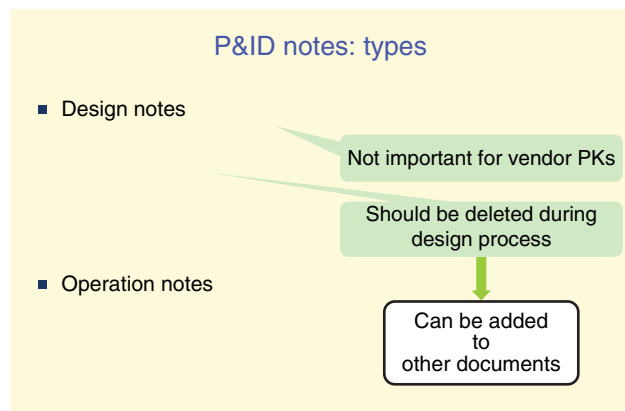 P&ID notes: types
Design notes
Not important for vendor PKs
Should be deleted during
design process
Operation notes
Can be added
to
other documents